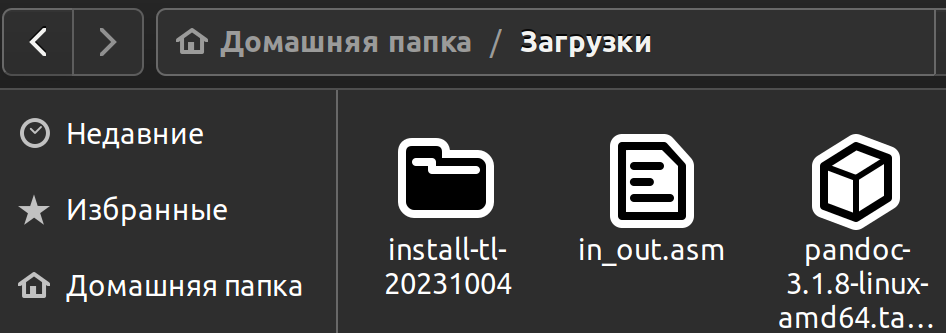 Домашняя папка / Загрузки
Недавние
Избранные
Домашняя папка
install-tl-
20231004
in_out.asm
pandoc-
3.1.8-linux-
amd64.ta...